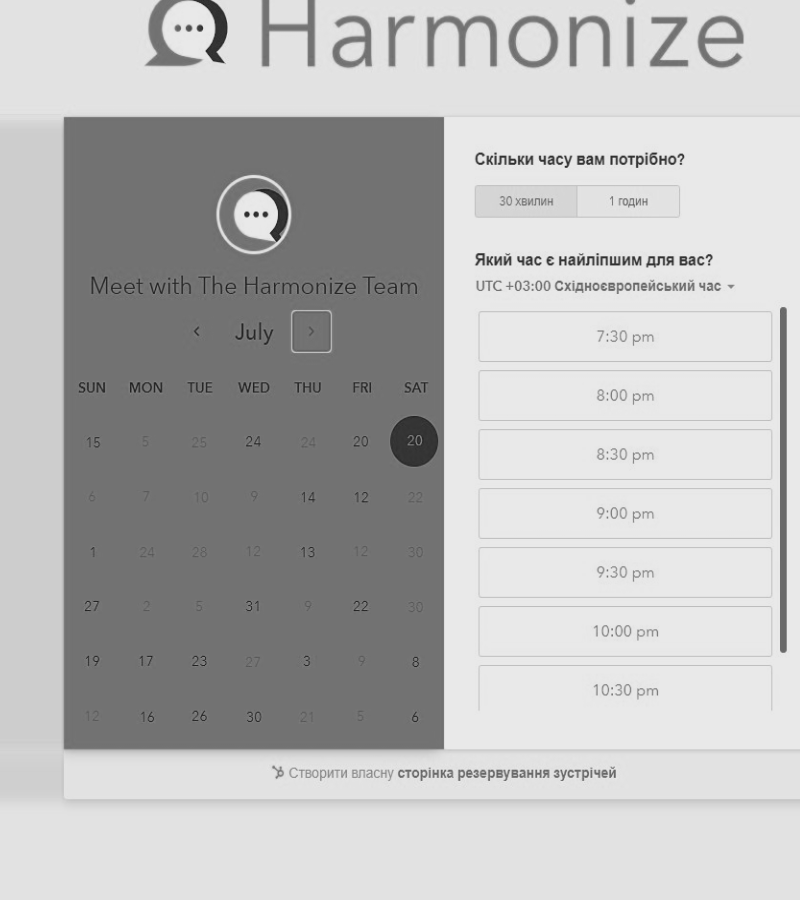 Harmonize
Meet with The Harmonize Team
July
SUN MON TUE WED THU FRI SAT
15 5 25 24 24 20 20
6 7 10 9 14 12 22
1 24 28 12 13 12 30
27 2 5 31 9 22 30
19 17 23 27 3 9 8
12 16 26 30 21 5 6
Скільки часу вам потрібно?
30 хвилин 1 годин
Який час є найліпшим для вас?
UTC +03:00 Східноєвропейський час
7:30 pm
8:00 pm
8:30 pm
9:00 pm
9:30 pm
10:00 pm
10:30 pm
Створити власну сторінка резервування зустрічей